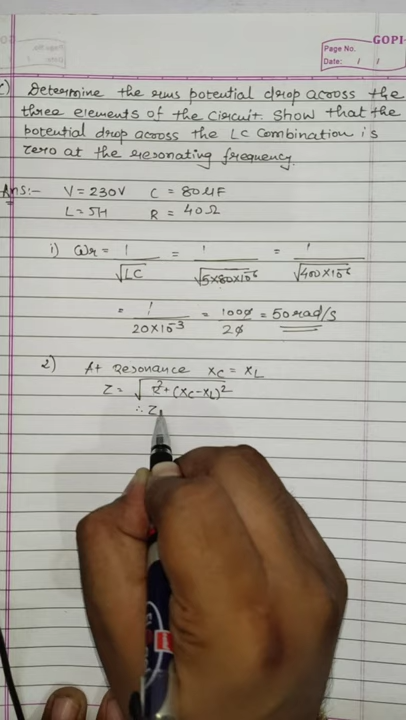 GOPI
Page No.
Date: / /
c) Determine the rms potential drop across the
three elements of the circuit. Show that the
potential drop across the LC Combination is
zero at the resonating frequency.
Ans:- V = 230V C = 80 μF
L = 5H R = 40 Ω
i) ωr = 1/√LC = 1/√5×80×10⁻⁶ = 1/√400×10⁻⁶
= 1/20×10⁻³ = 1000/20 = 50 rad/s
2) At Resonance Xc = XL
Z = √r²+(Xc-XL)²
∴ Z